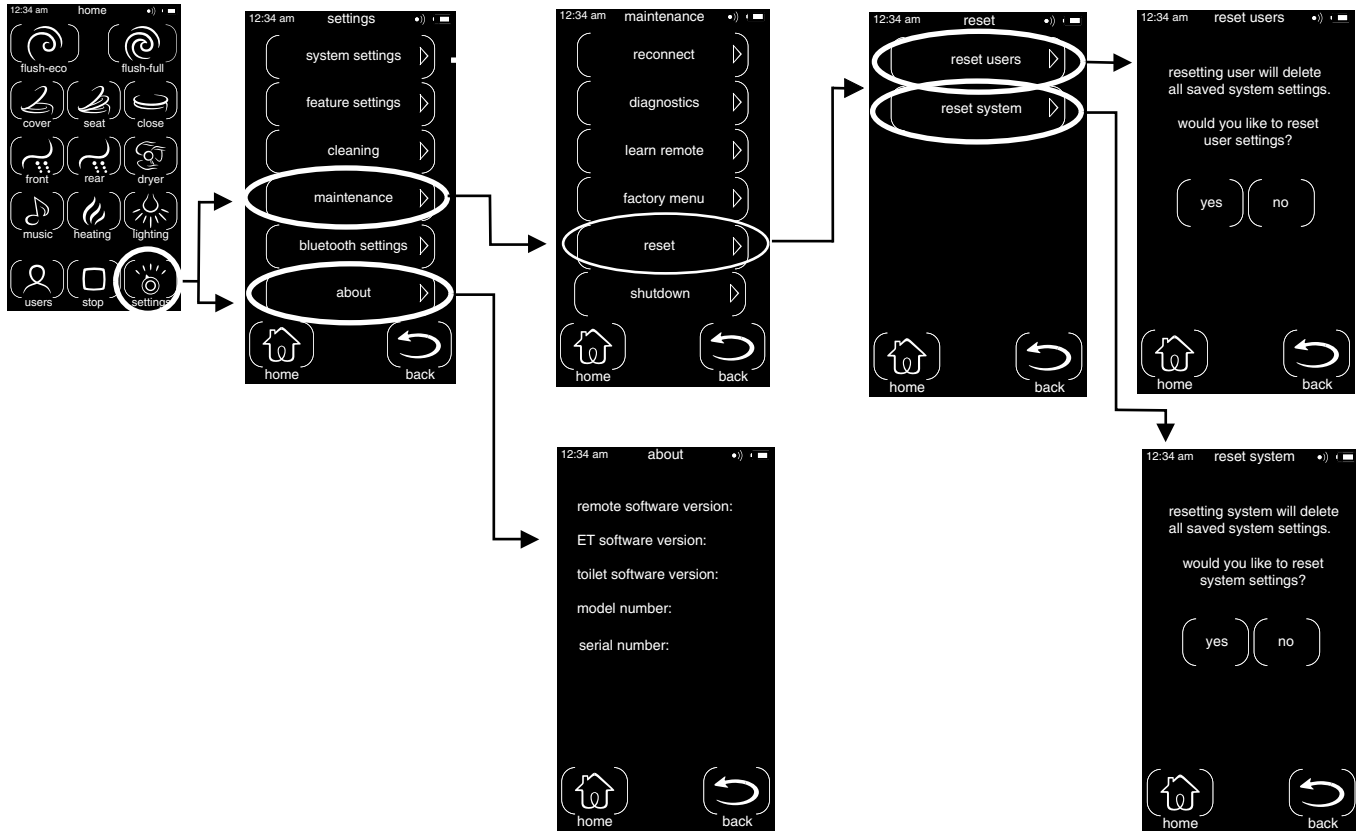 12:34 am home
flush-eco flush-full
cover seat close
front rear dryer
music heating lighting
users stop settings
12:34 am settings
system settings
feature settings
cleaning
maintenance
bluetooth settings
about
home back
12:34 am maintenance
reconnect
diagnostics
learn remote
factory menu
reset
shutdown
home back
12:34 am reset
reset users
reset system
home back
12:34 am reset users
resetting user will delete
all saved system settings.
would you like to reset
user settings?
yes no
home back
12:34 am about
remote software version:
ET software version:
toilet software version:
model number:
serial number:
home back
12:34 am reset system
resetting system will delete
all saved system settings.
would you like to reset
system settings?
yes no
home back